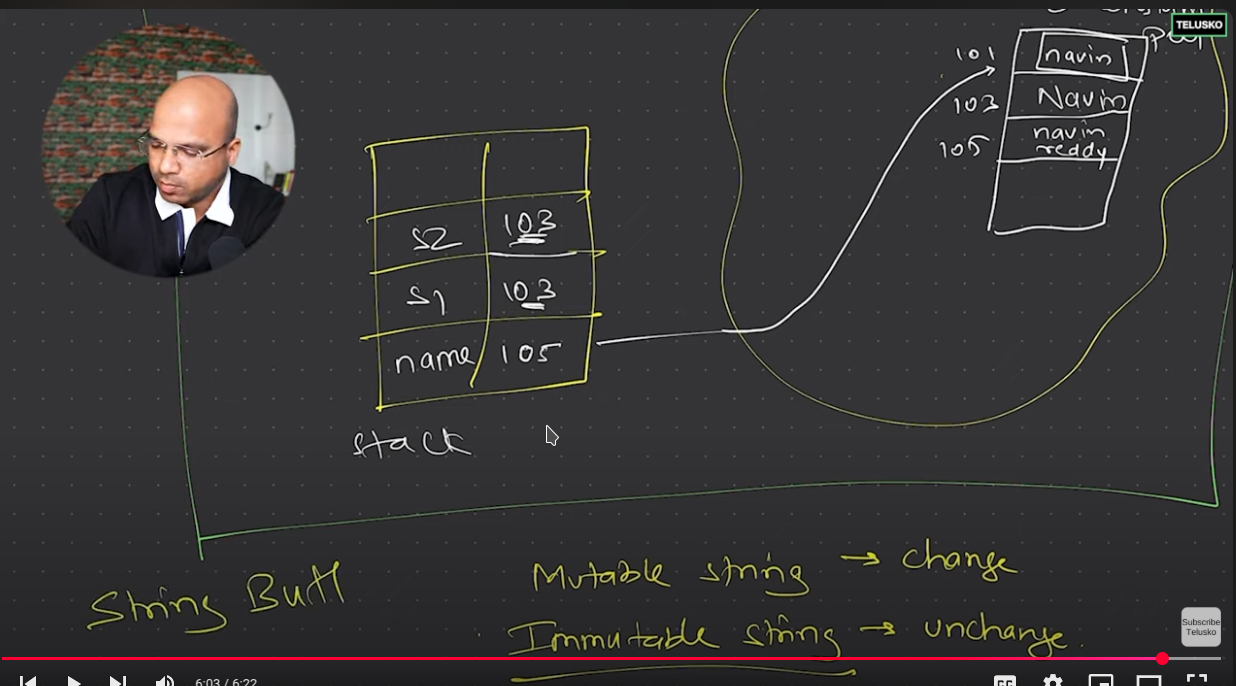 TELUSKO
Pool
101 navin
103 Navin
105 navin
reddy
S2 103
S1 103
name 105
stack
Mutable string → change
String Buff
Immutable string → unchange.
Subscribe
Telusko
6:03 / 6:22
CC